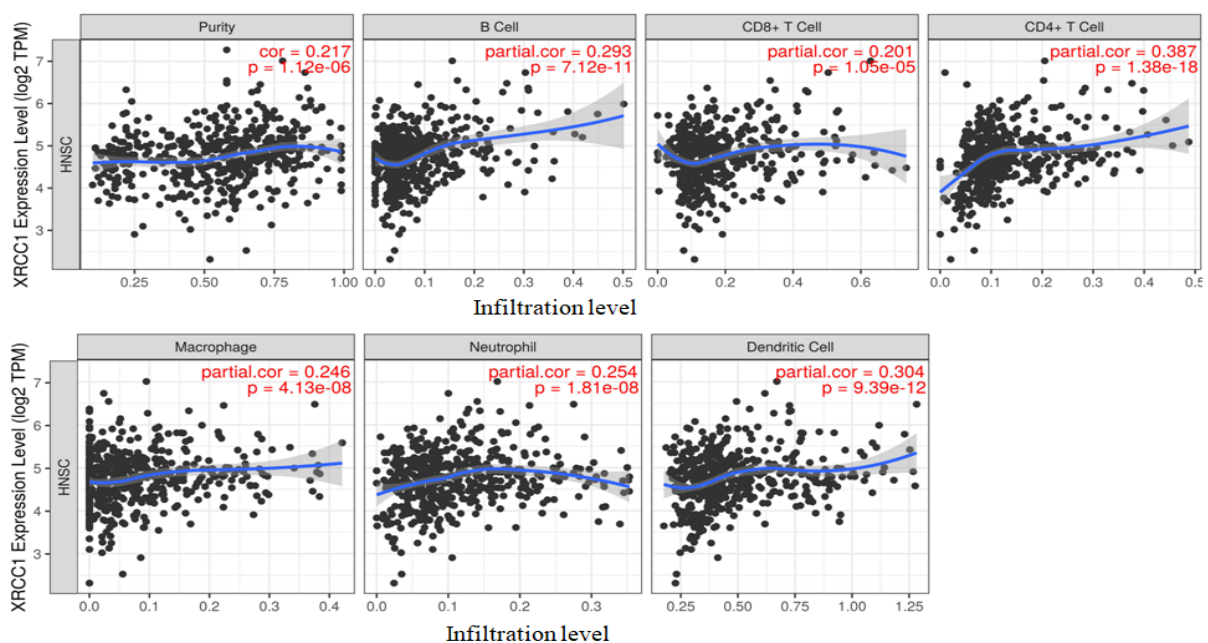 Purity B Cell CD8+ T Cell CD4+ T Cell
cor = 0.217 partial.cor = 0.293 partial.cor = 0.201 partial.cor = 0.387
p = 1.12e-06 p = 7.12e-11 p = 1.05e-05 p = 1.38e-18
XRCC1 Expression Level (log2 TPM)
HNSC
7
6
5
4
3
0.25 0.50 0.75 1.00 0.0 0.1 0.2 0.3 0.4 0.5 0.0 0.2 0.4 0.6 0.0 0.1 0.2 0.3 0.4 0.5
Infiltration level
Macrophage Neutrophil Dendritic Cell
partial.cor = 0.246 partial.cor = 0.254 partial.cor = 0.304
p = 4.13e-08 p = 1.81e-08 p = 9.39e-12
XRCC1 Expression Level (log2 TPM)
HNSC
7
6
5
4
3
0.0 0.1 0.2 0.3 0.4 0.0 0.1 0.2 0.3 0.25 0.50 0.75 1.00 1.25
Infiltration level